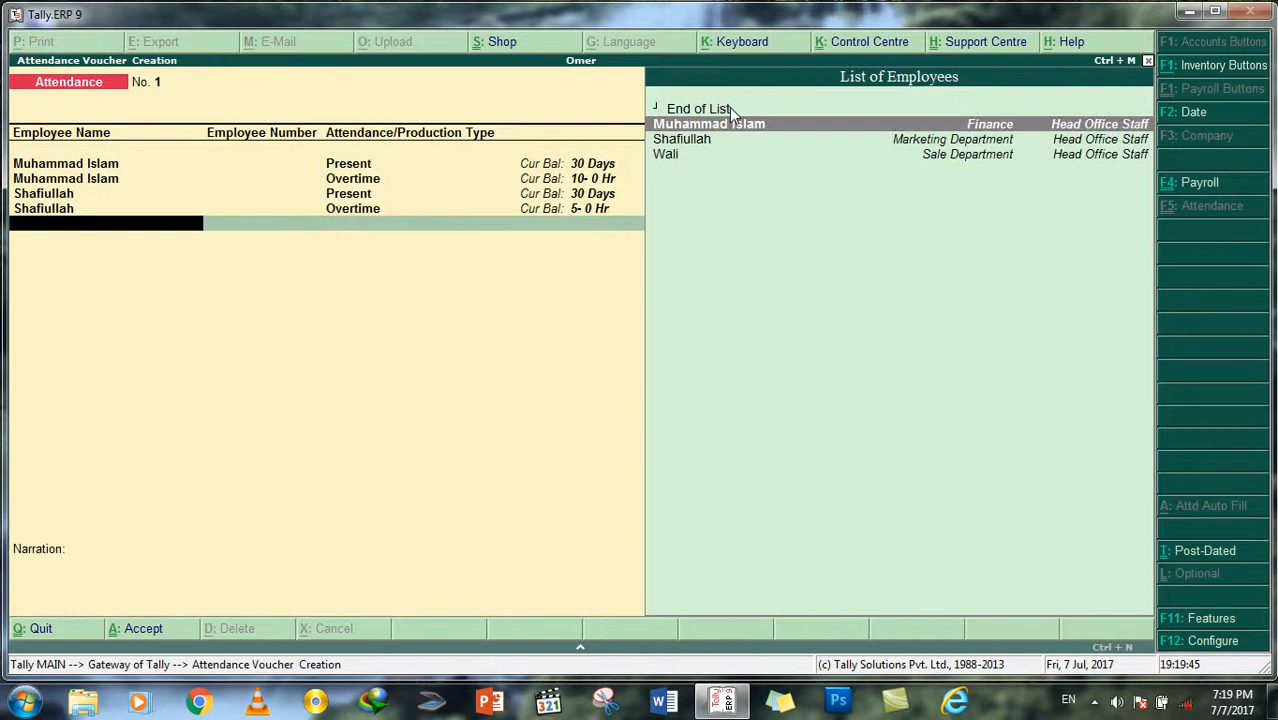 Tally.ERP 9
P: Print E: Export M: E-Mail O: Upload S: Shop G: Language K: Keyboard K: Control Centre H: Support Centre H: Help
Attendance Voucher Creation Omer Ctrl + M
Attendance No. 1
Employee Name Employee Number Attendance/Production Type
Muhammad Islam Present Cur Bal: 30 Days
Muhammad Islam Overtime Cur Bal: 10- 0 Hr
Shafiullah Present Cur Bal: 30 Days
Shafiullah Overtime Cur Bal: 5- 0 Hr
Narration:
List of Employees
End of List
Muhammad Islam Finance Head Office Staff
Shafiullah Marketing Department Head Office Staff
Wali Sale Department Head Office Staff
F1: Accounts Buttons
F1: Inventory Buttons
F1: Payroll Buttons
F2: Date
F3: Company
F4: Payroll
F5: Attendance
A: Attd Auto Fill
T: Post-Dated
L: Optional
F11: Features
F12: Configure
Q: Quit A: Accept D: Delete X: Cancel
Ctrl + N
Tally MAIN --> Gateway of Tally --> Attendance Voucher Creation (c) Tally Solutions Pvt. Ltd., 1988-2013 Fri, 7 Jul, 2017 19:19:45
EN 7:19 PM
7/7/2017